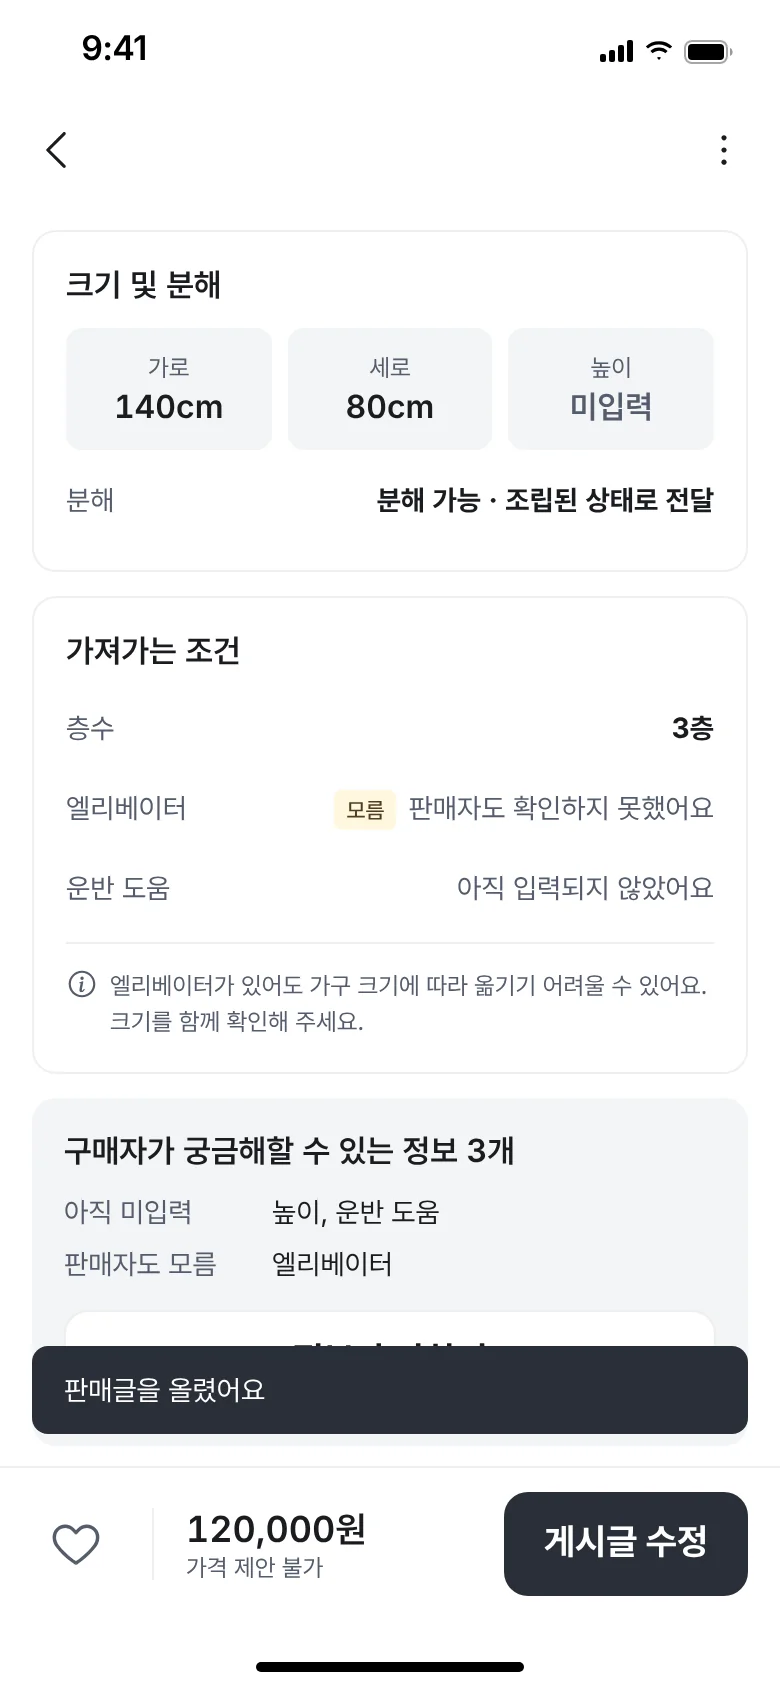 9:41
크기 및 분해
가로
140cm
세로
80cm
높이
미입력
분해
분해 가능 · 조립된 상태로 전달
가져가는 조건
층수
3층
엘리베이터
모름 판매자도 확인하지 못했어요
운반 도움
아직 입력되지 않았어요
엘리베이터가 있어도 가구 크기에 따라 옮기기 어려울 수 있어요.
크기를 함께 확인해 주세요.
구매자가 궁금해할 수 있는 정보 3개
아직 미입력
높이, 운반 도움
판매자도 모름
엘리베이터
판매글을 올렸어요
120,000원
가격 제안 불가
게시글 수정